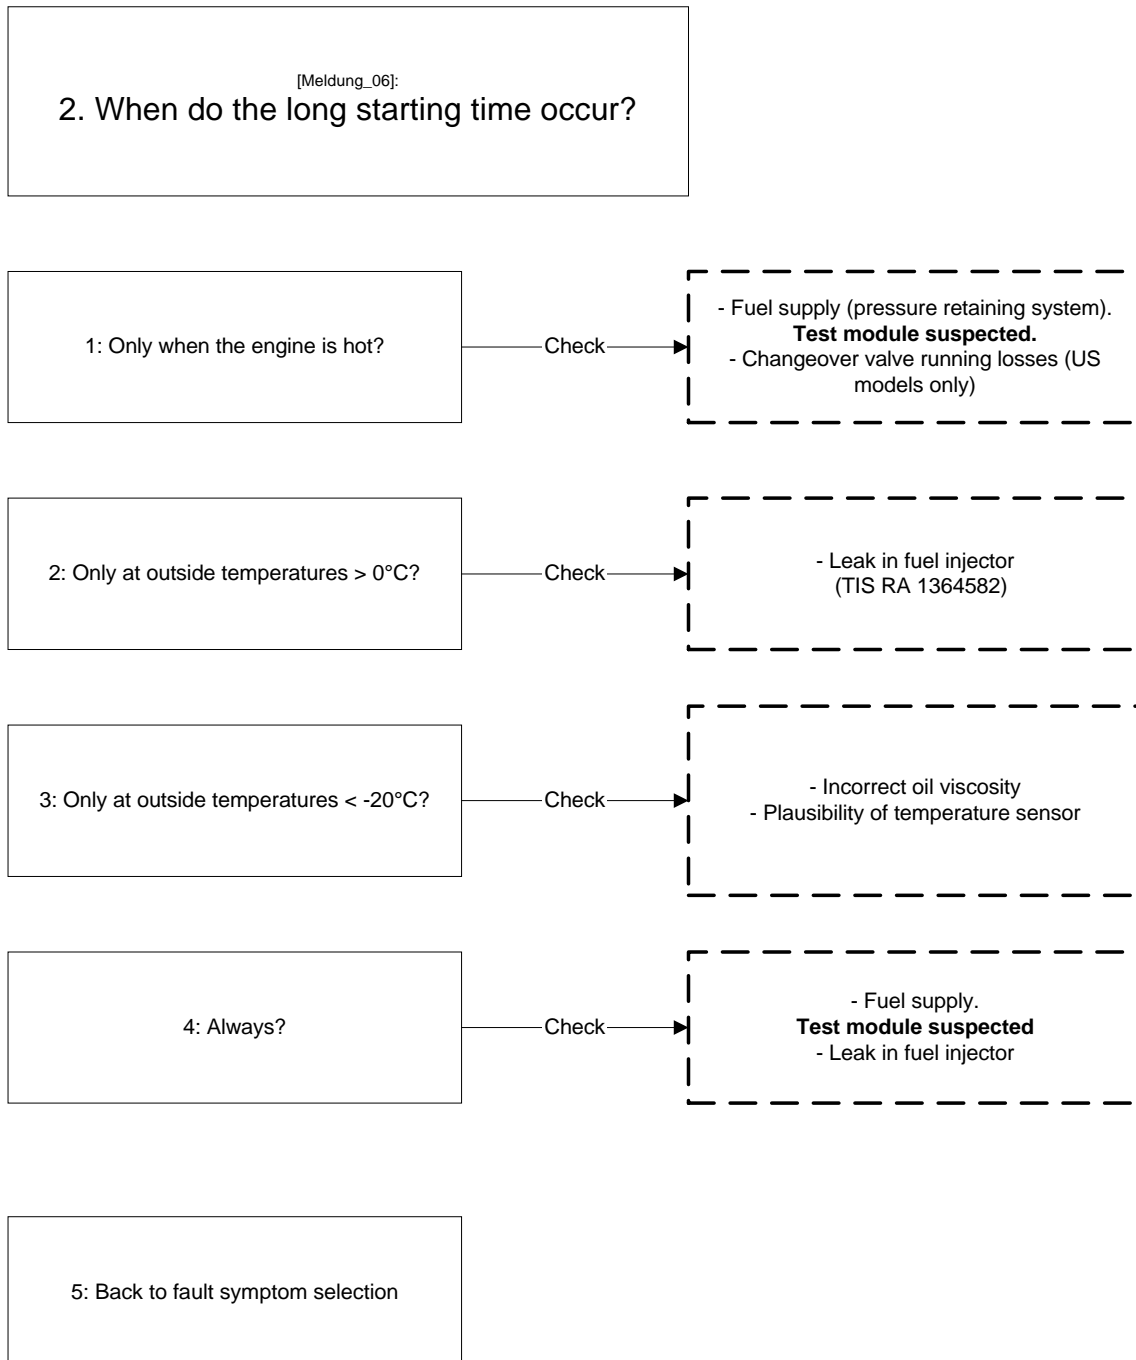 [Meldung_06]:
2. When do the long starting time occur?
1: Only when the engine is hot?
Check
- Fuel supply (pressure retaining system).
Test module suspected.
- Changeover valve running losses (US
models only)
2: Only at outside temperatures > 0°C?
Check
- Leak in fuel injector
(TIS RA 1364582)
3: Only at outside temperatures < -20°C?
Check
- Incorrect oil viscosity
- Plausibility of temperature sensor
4: Always?
Check
- Fuel supply.
Test module suspected
- Leak in fuel injector
5: Back to fault symptom selection